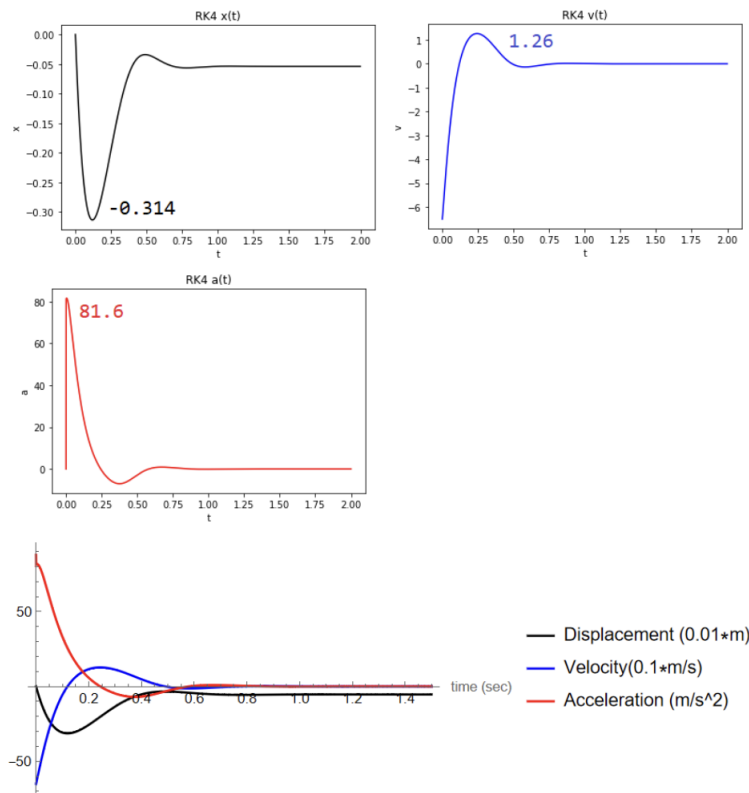 RK4 x(t)
0.00
−0.05
−0.10
−0.15
−0.20
−0.25
−0.30
x
-0.314
0.00 0.25 0.50 0.75 1.00 1.25 1.50 1.75 2.00
t
RK4 v(t)
1
0
−1
−2
−3
−4
−5
−6
v
1.26
0.00 0.25 0.50 0.75 1.00 1.25 1.50 1.75 2.00
t
RK4 a(t)
80
60
40
20
0
a
81.6
0.00 0.25 0.50 0.75 1.00 1.25 1.50 1.75 2.00
t
50
−50
0.2 0.4 0.6 0.8 1.0 1.2 1.4
time (sec)
Displacement (0.01*m)
Velocity(0.1*m/s)
Acceleration (m/s^2)